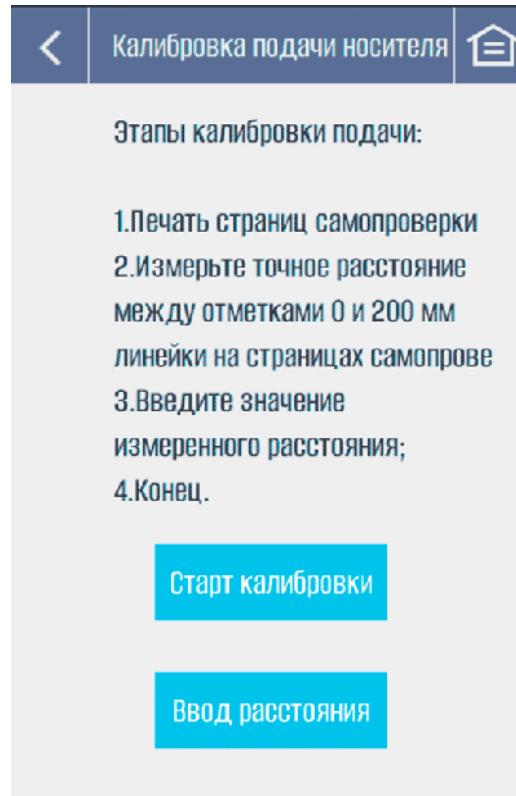 Калибровка подачи носителя
Этапы калибровки подачи:
1.Печать страниц самопроверки
2.Измерьте точное расстояние
между отметками 0 и 200 мм
линейки на страницах самопрове
3.Введите значение
измеренного расстояния;
4.Конец.
Старт калибровки
Ввод расстояния